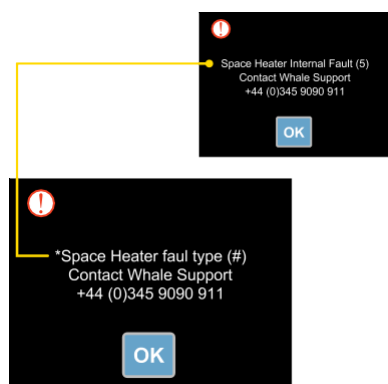 Space Heater Internal Fault (5)
Contact Whale Support
+44 (0)345 9090 911
OK
*Space Heater faul type (#)
Contact Whale Support
+44 (0)345 9090 911
OK